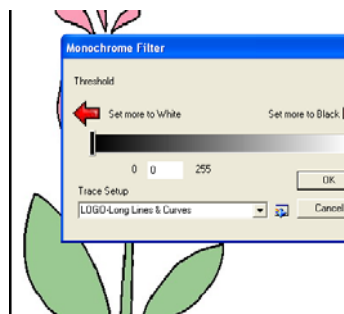 Monochrome Filter
Threshold
Set more to White Set more to Black
0 0 255
OK
Trace Setup
LOGO-Long Lines & Curves
Cancel